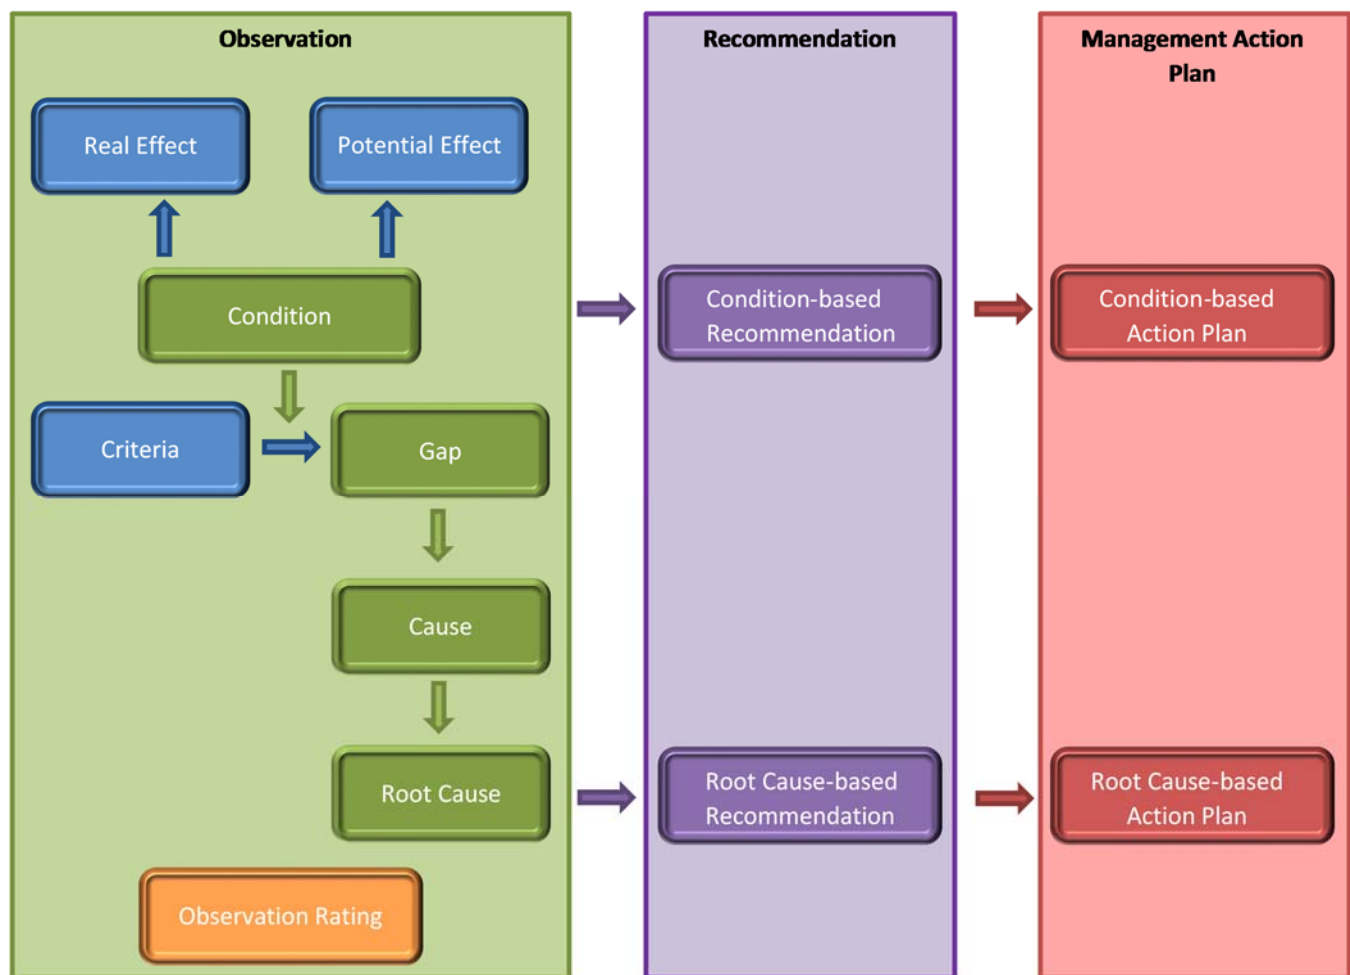 Observation
Real Effect
Potential Effect
Condition
Criteria
Gap
Cause
Root Cause
Observation Rating
Recommendation
Condition-based
Recommendation
Root Cause-based
Recommendation
Management Action
Plan
Condition-based
Action Plan
Root Cause-based
Action Plan